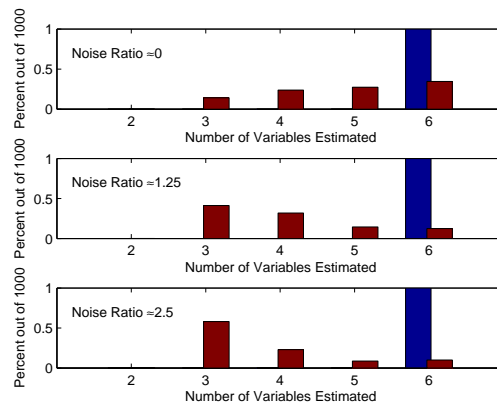 Percent out of 1000
1
0.5
0
Noise Ratio ≈0
2 3 4 5 6
Number of Variables Estimated
Percent out of 1000
1
0.5
0
Noise Ratio ≈1.25
2 3 4 5 6
Number of Variables Estimated
Percent out of 1000
1
0.5
0
Noise Ratio ≈2.5
2 3 4 5 6
Number of Variables Estimated